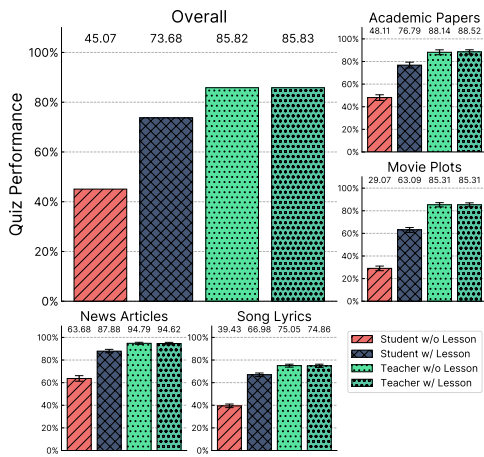 Overall
45.07 73.68 85.82 85.83
100%
80%
60%
40%
20%
0%
Quiz Performance
Academic Papers
48.11 76.79 88.14 88.52
100%
80%
60%
40%
20%
0%
Movie Plots
29.07 63.09 85.31 85.31
100%
80%
60%
40%
20%
0%
News Articles
63.68 87.88 94.79 94.62
100%
80%
60%
40%
20%
0%
Song Lyrics
39.43 66.98 75.05 74.86
100%
80%
60%
40%
20%
0%
Student w/o Lesson
Student w/ Lesson
Teacher w/o Lesson
Teacher w/ Lesson